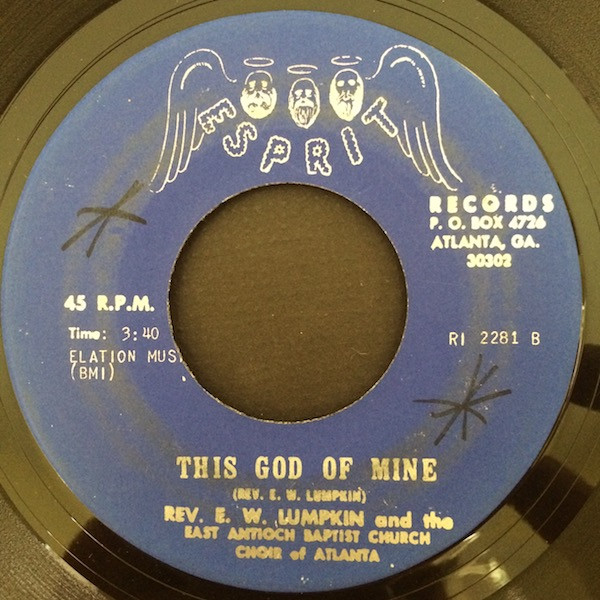 ESPRIT
RECORDS
P. O. BOX 4726
ATLANTA, GA.
30302
45 R.P.M.
Time: 3:40
ELATION MUS
(BMI)
RI 2281 B
THIS GOD OF MINE
(REV. E. W. LUMPKIN)
REV. E. W. LUMPKIN and the
EAST ANTIOCH BAPTIST CHURCH
CHOIR of ATLANTA